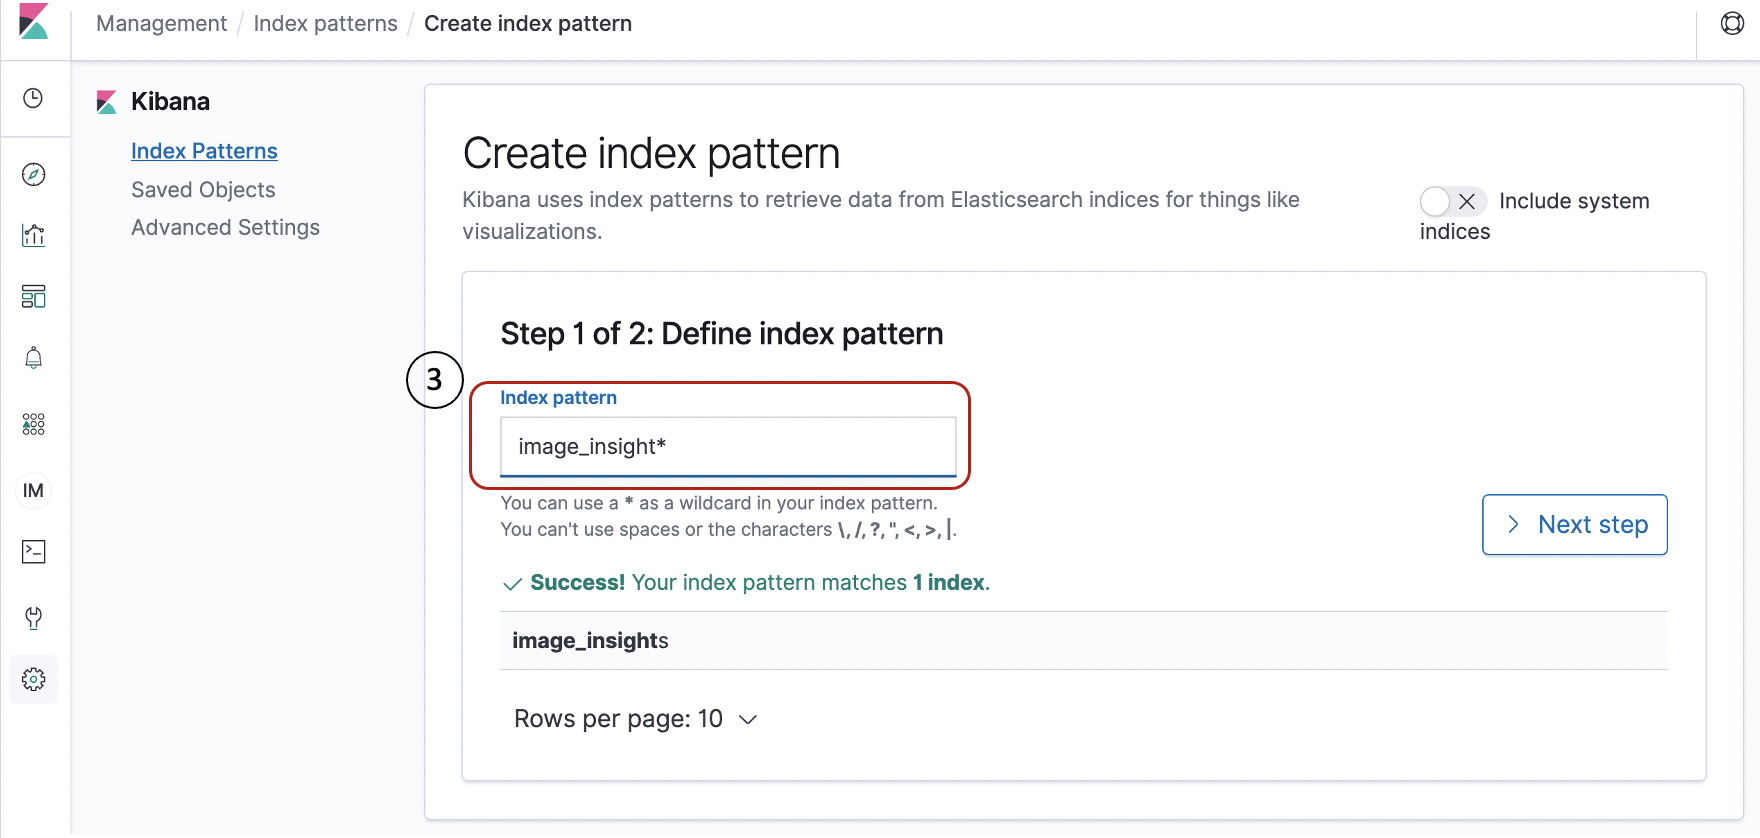 Management / Index patterns / Create index pattern
Kibana
Index Patterns
Saved Objects
Advanced Settings
IM
Create index pattern
Kibana uses index patterns to retrieve data from Elasticsearch indices for things like
visualizations.
Include system
indices
Step 1 of 2: Define index pattern
3
Index pattern
image_insight*
You can use a * as a wildcard in your index pattern.
You can't use spaces or the characters \, /, ?, ", <, >, |.
Next step
Success! Your index pattern matches 1 index.
image_insights
Rows per page: 10